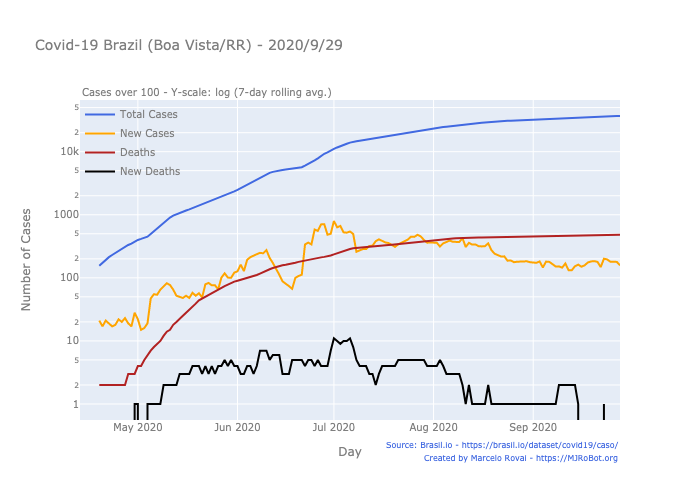 Covid-19 Brazil (Boa Vista/RR) - 2020/9/29
Cases over 100 - Y-scale: log (7-day rolling avg.)
Total Cases
New Cases
Deaths
New Deaths
Number of Cases
5
2
10k
5
2
1000
5
2
100
5
2
10
5
2
1
May 2020
Jun 2020
Jul 2020
Aug 2020
Sep 2020
Day
Source: Brasil.io - https://brasil.io/dataset/covid19/caso/
Created by Marcelo Rovai - https://MJRoBot.org